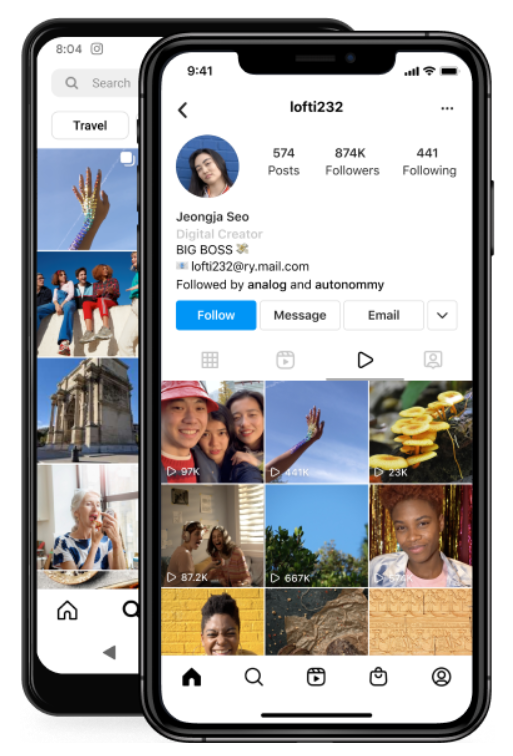 8:04
Search
Travel
9:41
lofti232
574 874K 441
Posts Followers Following
Jeongja Seo
Digital Creator
BIG BOSS
lofti232@ry.mail.com
Followed by analog and autonommy
Follow Message Email
97K 441K 23K
87.2K 667K